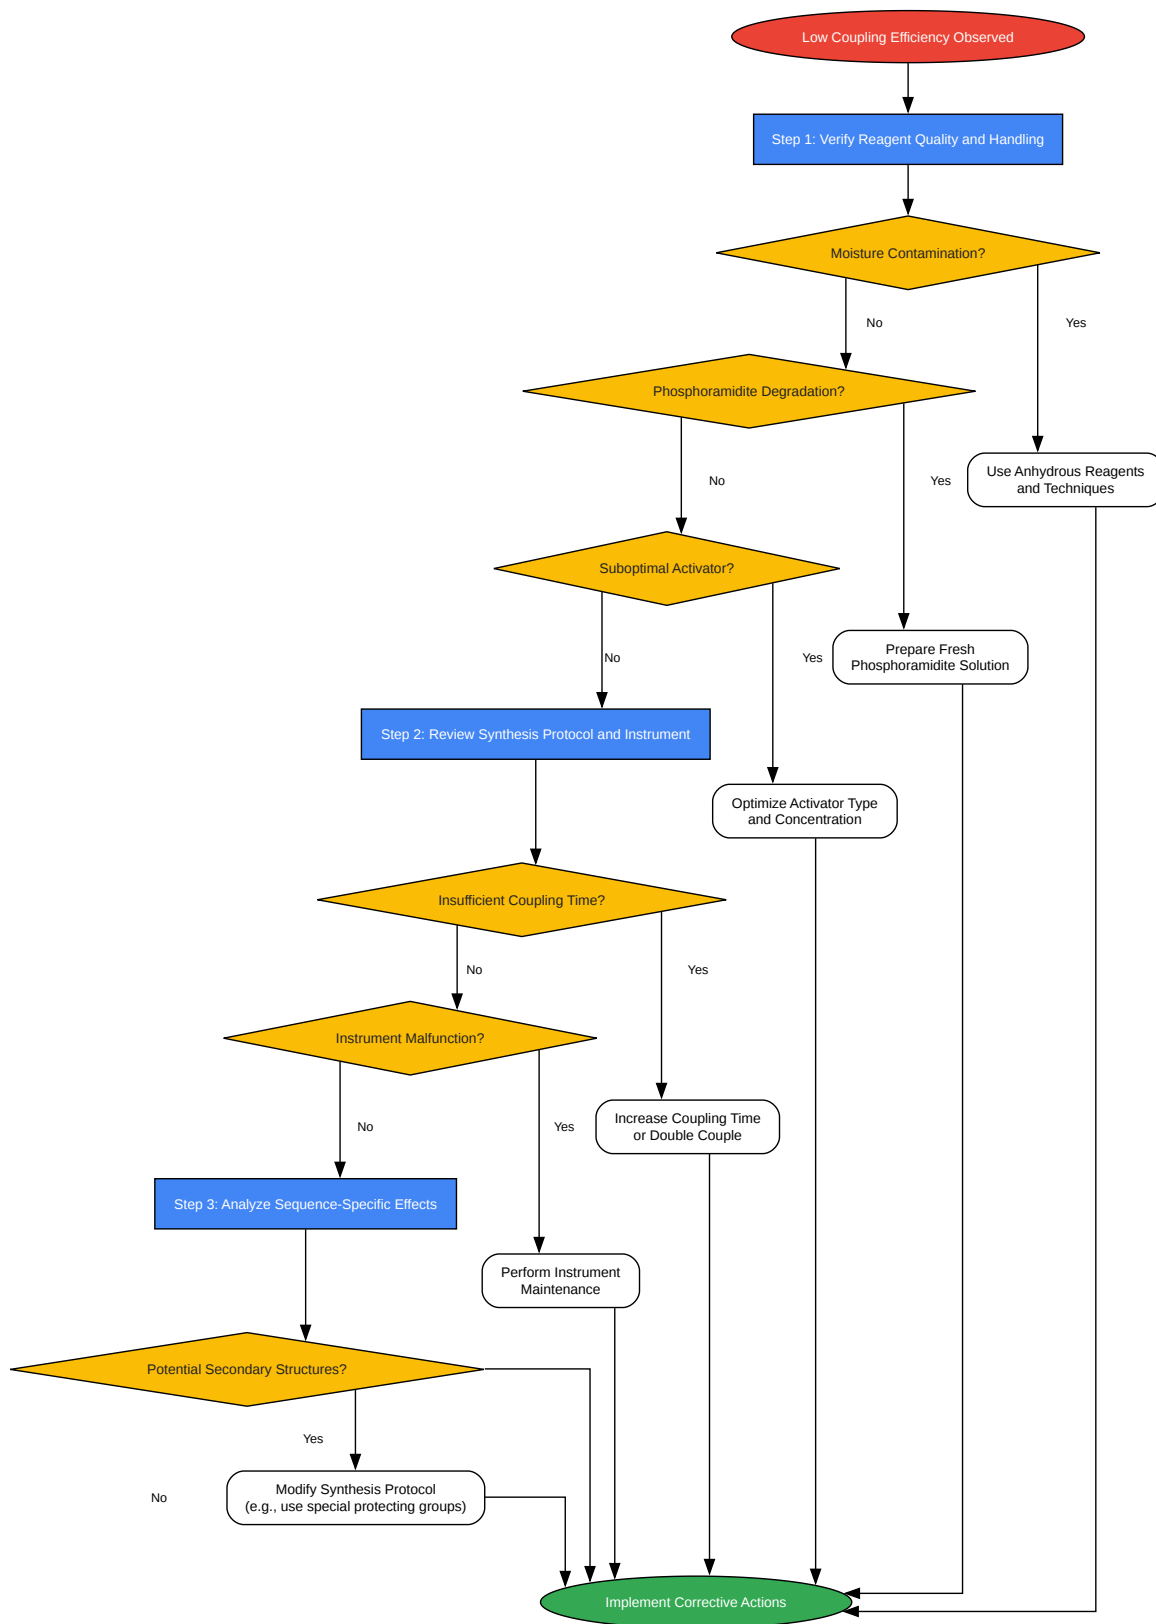 Low Coupling Efficiency Observed
Step 1: Verify Reagent Quality and Handling
Moisture Contamination?
No
Yes
Phosphoramidite Degradation?
Use Anhydrous Reagents
and Techniques
No
Yes
Suboptimal Activator?
Prepare Fresh
Phosphoramidite Solution
No
Yes
Step 2: Review Synthesis Protocol and Instrument
Optimize Activator Type
and Concentration
Insufficient Coupling Time?
No
Yes
Instrument Malfunction?
Increase Coupling Time
or Double Couple
No
Yes
Step 3: Analyze Sequence-Specific Effects
Perform Instrument
Maintenance
Potential Secondary Structures?
Yes
No
Modify Synthesis Protocol
(e.g., use special protecting groups)
Implement Corrective Actions